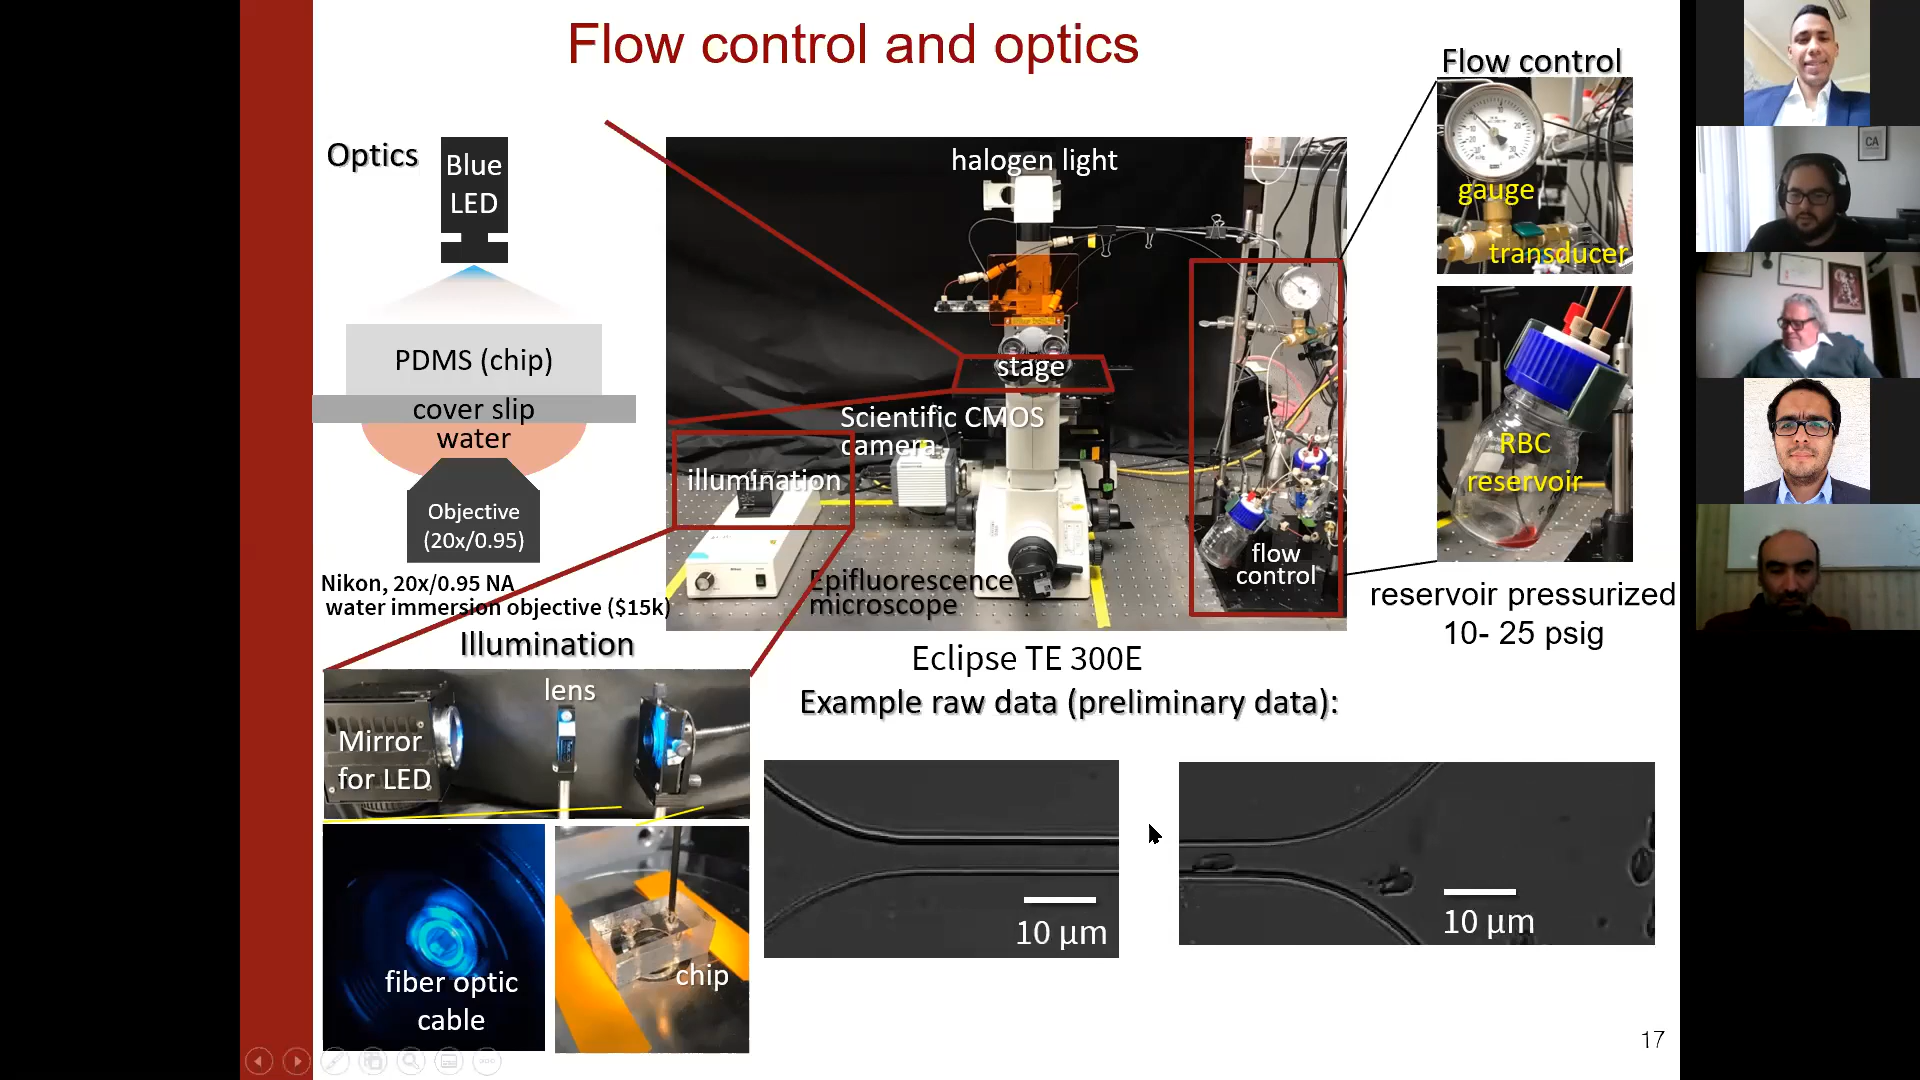 Flow control and optics
Optics
Blue
LED
PDMS (chip)
cover slip
water
Objective
(20x/0.95)
Nikon, 20x/0.95 NA
water immersion objective ($15k)
halogen light
stage
Scientific CMOS
camera
illumination
Epifluorescence
microscope
flow
control
Eclipse TE 300E
Flow control
gauge
transducer
RBC
reservoir
reservoir pressurized
10- 25 psig
Illumination
lens
Mirror
for LED
fiber optic
cable
chip
Example raw data (preliminary data):
10 µm
10 µm
17
CA